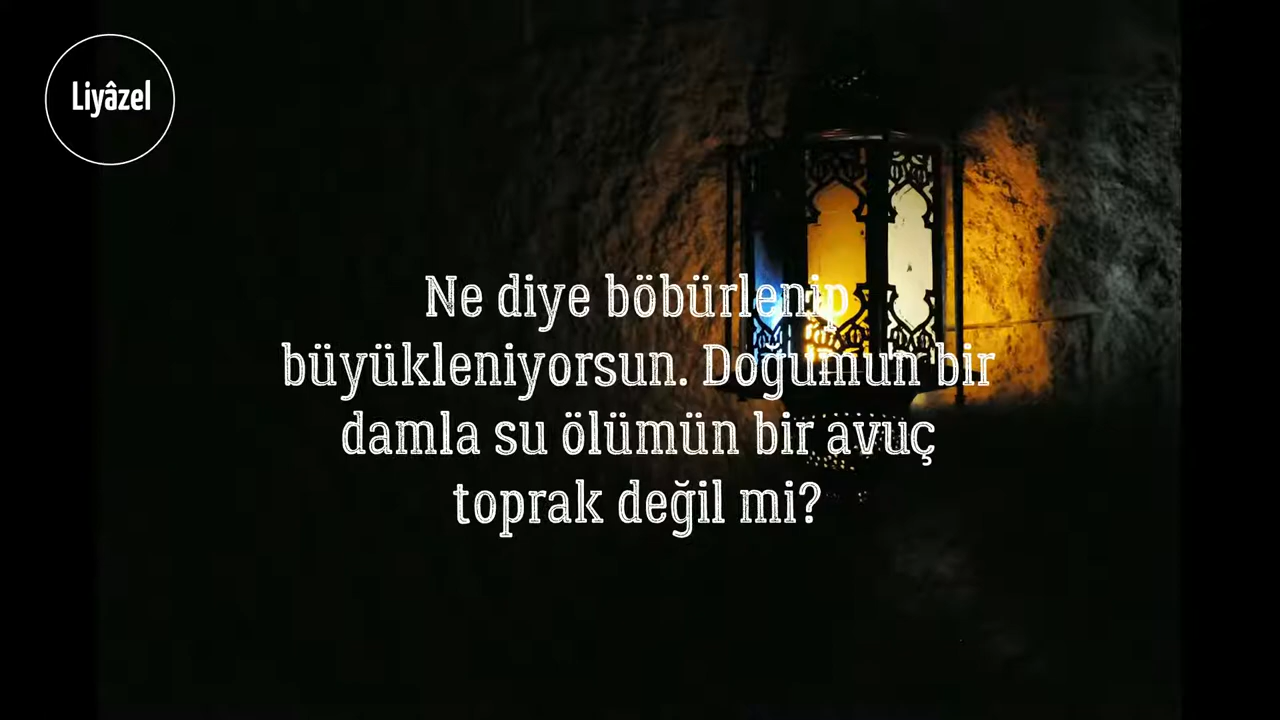 Liyâzel
Ne diye böbürlenip
büyükleniyorsun. Doğumun bir
damla su ölümün bir avuç
toprak değil mi?